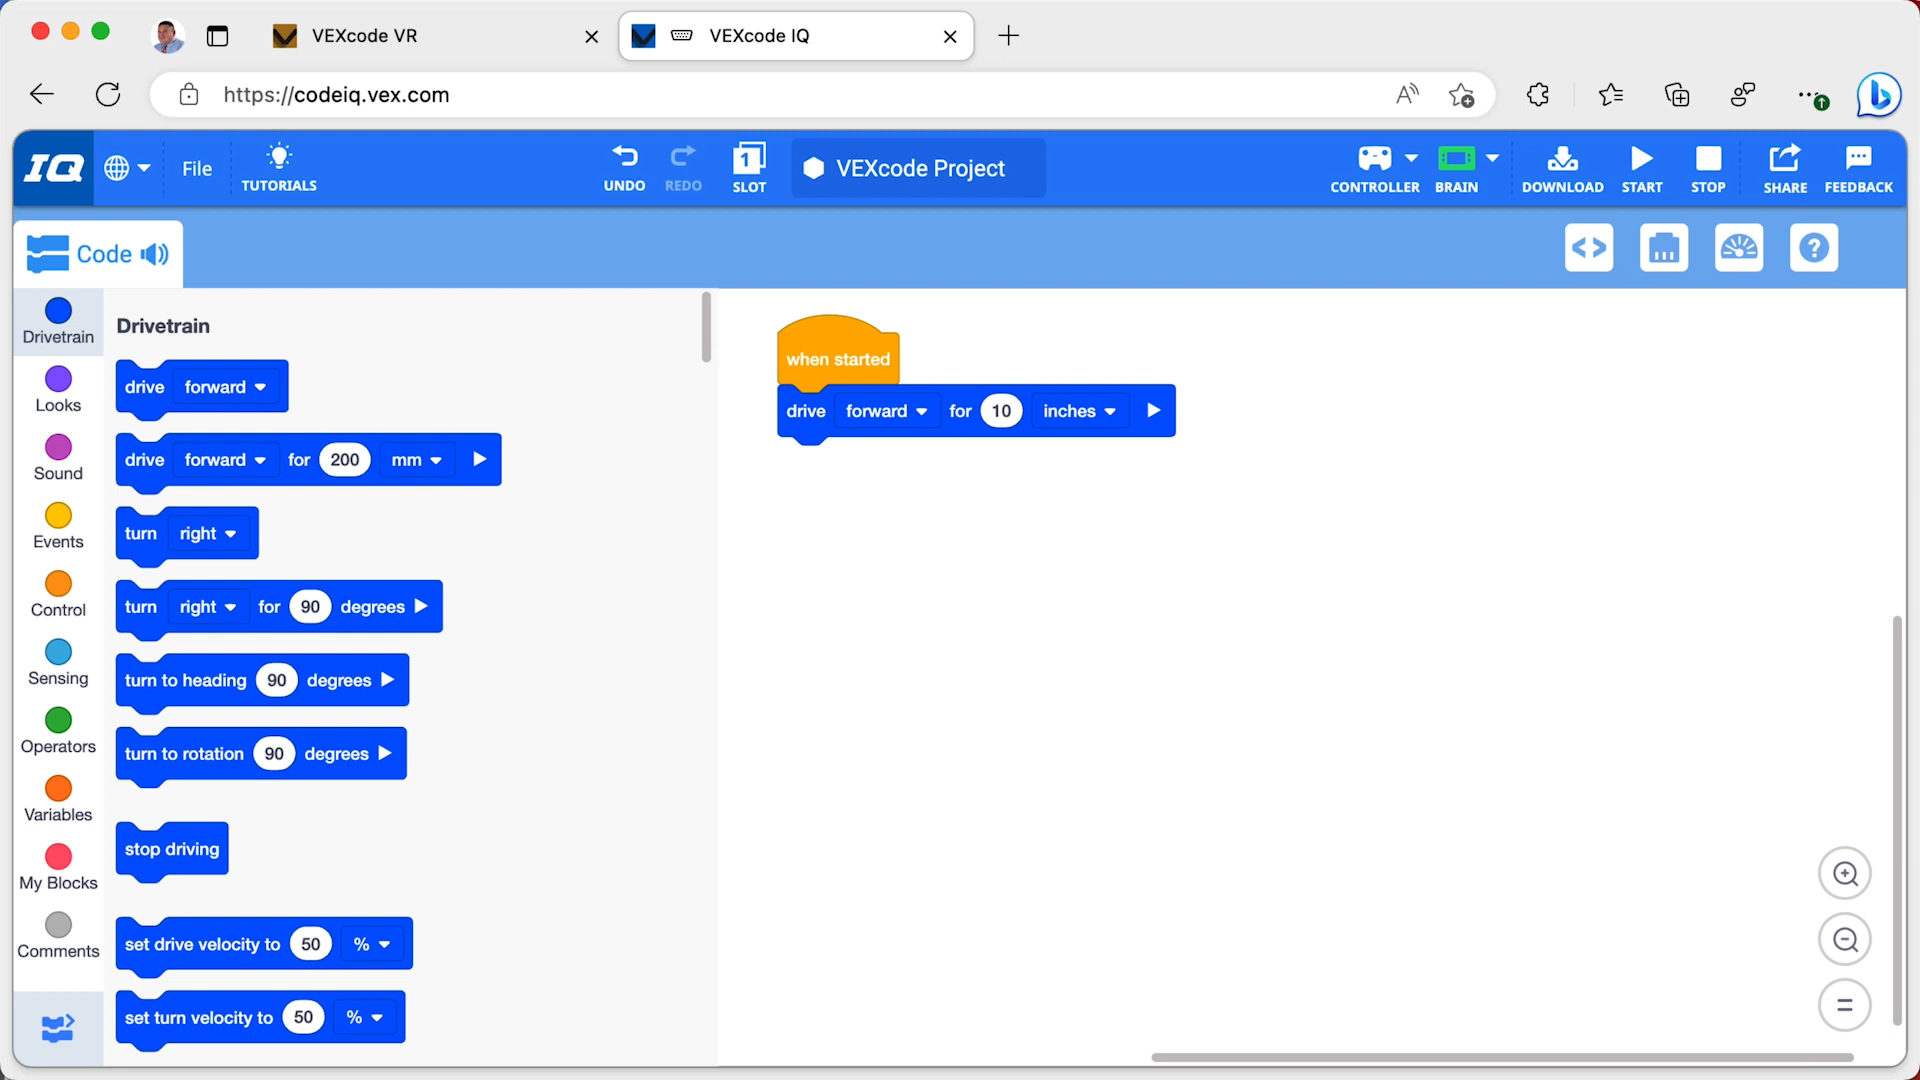 VEXcode VR
VEXcode IQ
https://codeiq.vex.com
IQ
File
TUTORIALS
UNDO
REDO
1
SLOT
VEXcode Project
CONTROLLER
BRAIN
DOWNLOAD
START
STOP
SHARE
FEEDBACK
Code
Drivetrain
Looks
Sound
Events
Control
Sensing
Operators
Variables
My Blocks
Comments
Drivetrain
drive forward
drive forward for 200 mm
turn right
turn right for 90 degrees
turn to heading 90 degrees
turn to rotation 90 degrees
stop driving
set drive velocity to 50 %
set turn velocity to 50 %
when started
drive forward for 10 inches